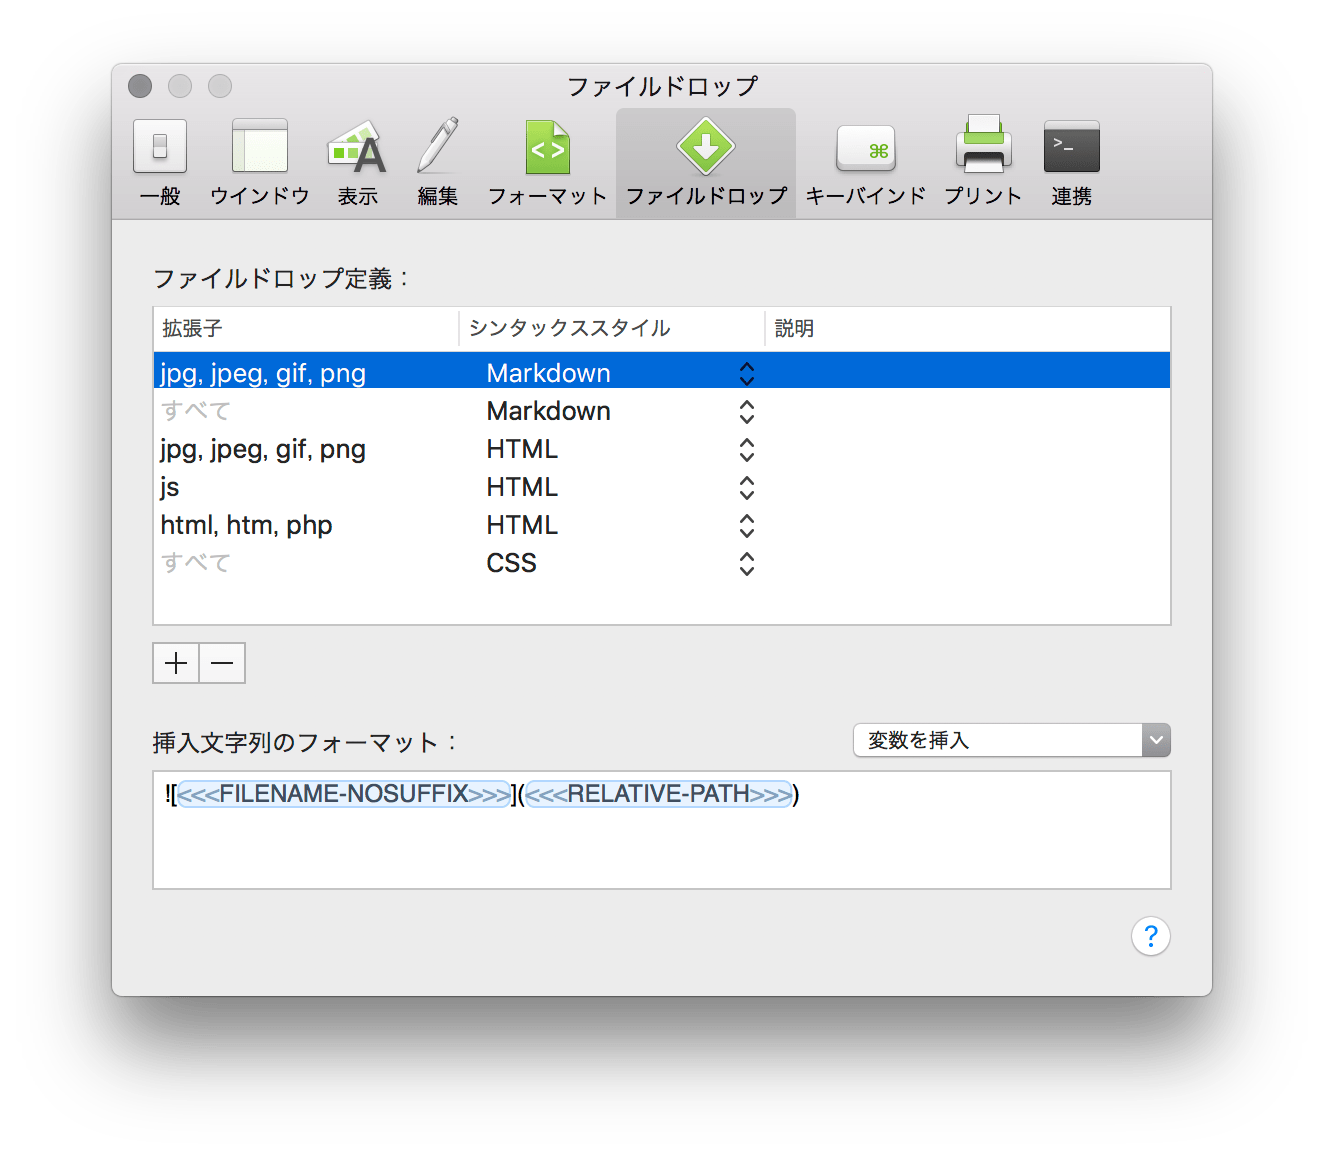 ファイルドロップ
一般 ウインドウ 表示 編集 フォーマット ファイルドロップ キーバインド プリント 連携
ファイルドロップ定義：
拡張子 シンタックススタイル 説明
jpg, jpeg, gif, png Markdown
すべて Markdown
jpg, jpeg, gif, png HTML
js HTML
html, htm, php HTML
すべて CSS
挿入文字列のフォーマット： 変数を挿入
![<<<FILENAME-NOSUFFIX>>>](<<<RELATIVE-PATH>>>)